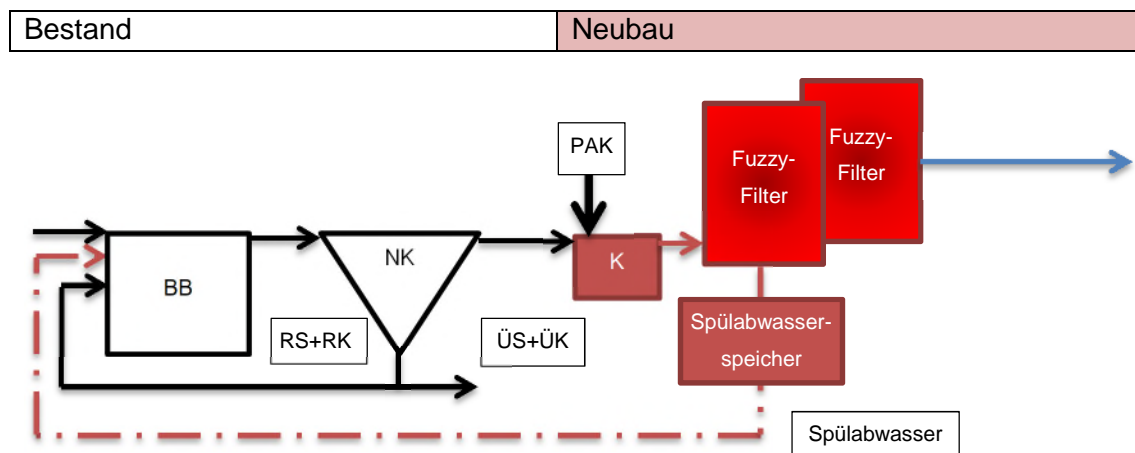 Bestand
Neubau
PAK
Fuzzy-
Filter
Fuzzy-
Filter
BB
NK
K
RS+RK
ÜS+ÜK
Spülabwasser-
speicher
Spülabwasser